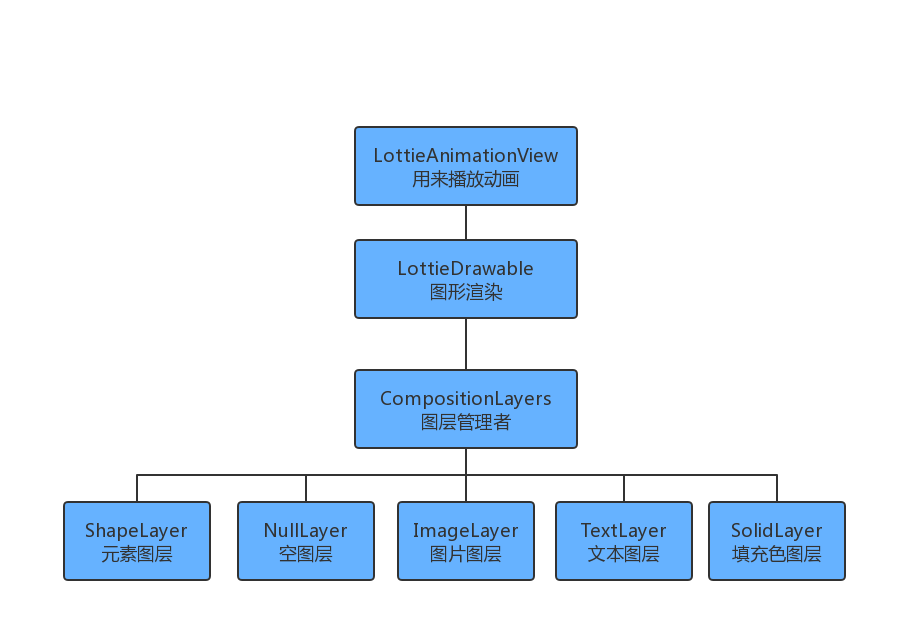 LottieAnimationView
用来播放动画
LottieDrawable
图形渲染
CompositionLayers
图层管理者
ShapeLayer
元素图层
NullLayer
空图层
ImageLayer
图片图层
TextLayer
文本图层
SolidLayer
填充色图层